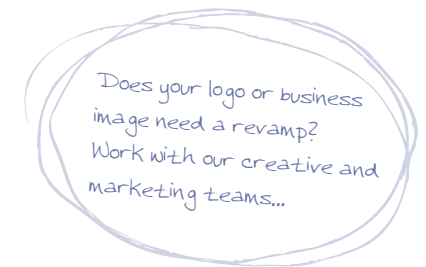 Does your logo or business
image need a revamp?
Work with our creative and
marketing teams...